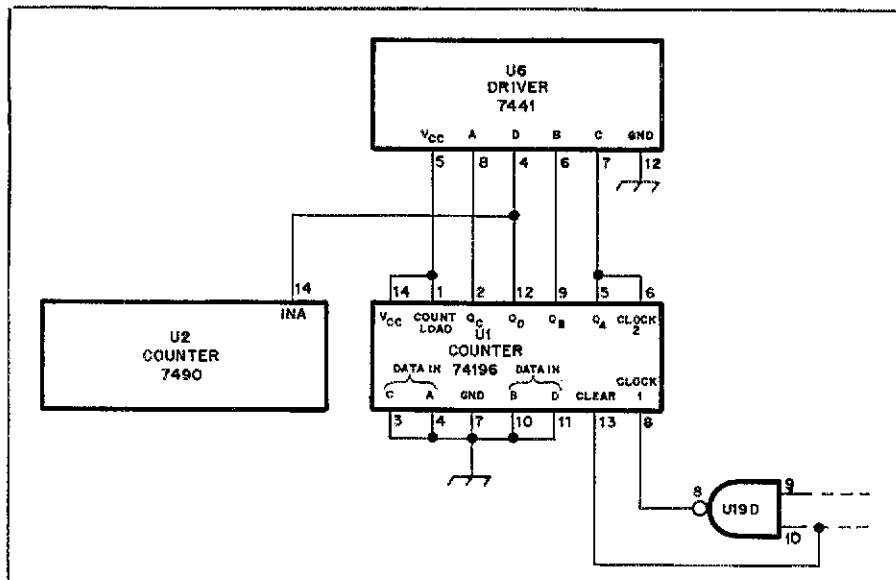 U6
DRIVER
7441
VCC A D B C GND
5 8 4 6 7 12
14
INA
U2
COUNTER
7490
14 1 2 12 9 5 6
VCC COUNT LOAD QC QD QB QA CLOCK 2
U1
COUNTER
74196
DATA IN DATA IN
C A GND B D CLEAR CLOCK 1
3 4 7 10 11 13 8
8 9
U19D
10